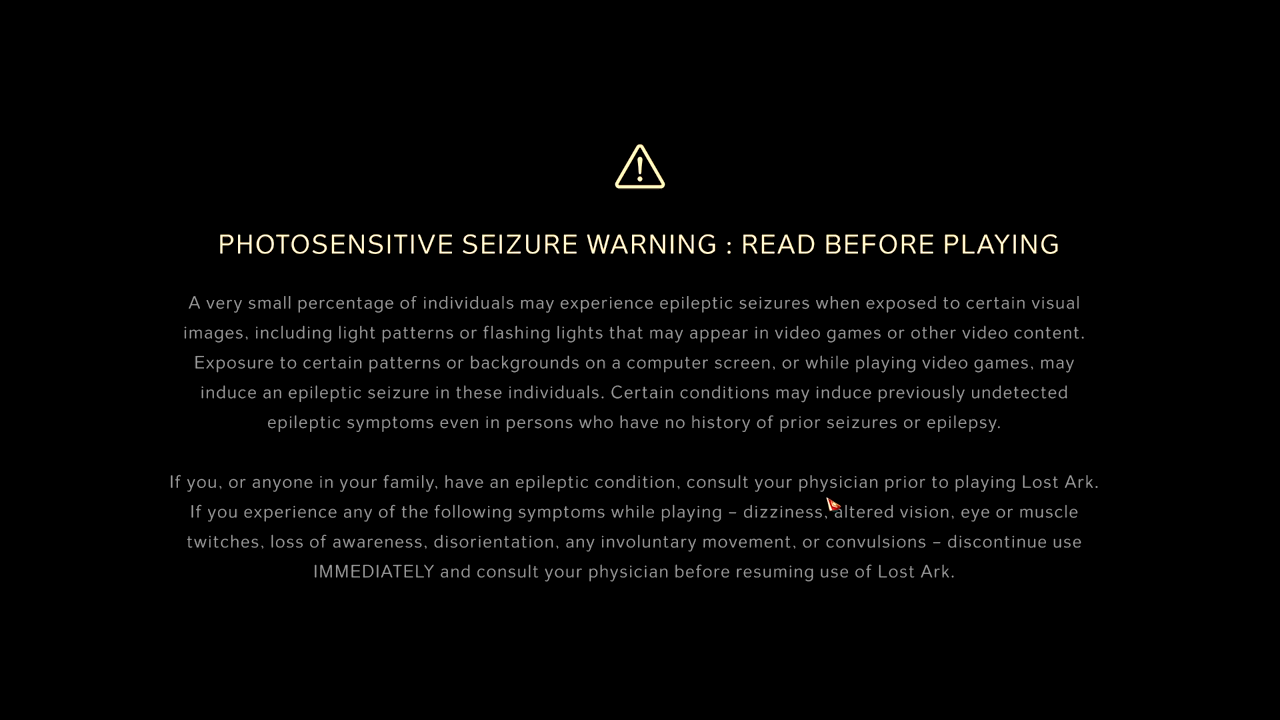 PHOTOSENSITIVE SEIZURE WARNING : READ BEFORE PLAYING
A very small percentage of individuals may experience epileptic seizures when exposed to certain visual
images, including light patterns or flashing lights that may appear in video games or other video content.
Exposure to certain patterns or backgrounds on a computer screen, or while playing video games, may
induce an epileptic seizure in these individuals. Certain conditions may induce previously undetected
epileptic symptoms even in persons who have no history of prior seizures or epilepsy.
If you, or anyone in your family, have an epileptic condition, consult your physician prior to playing Lost Ark.
If you experience any of the following symptoms while playing – dizziness, altered vision, eye or muscle
twitches, loss of awareness, disorientation, any involuntary movement, or convulsions – discontinue use
IMMEDIATELY and consult your physician before resuming use of Lost Ark.